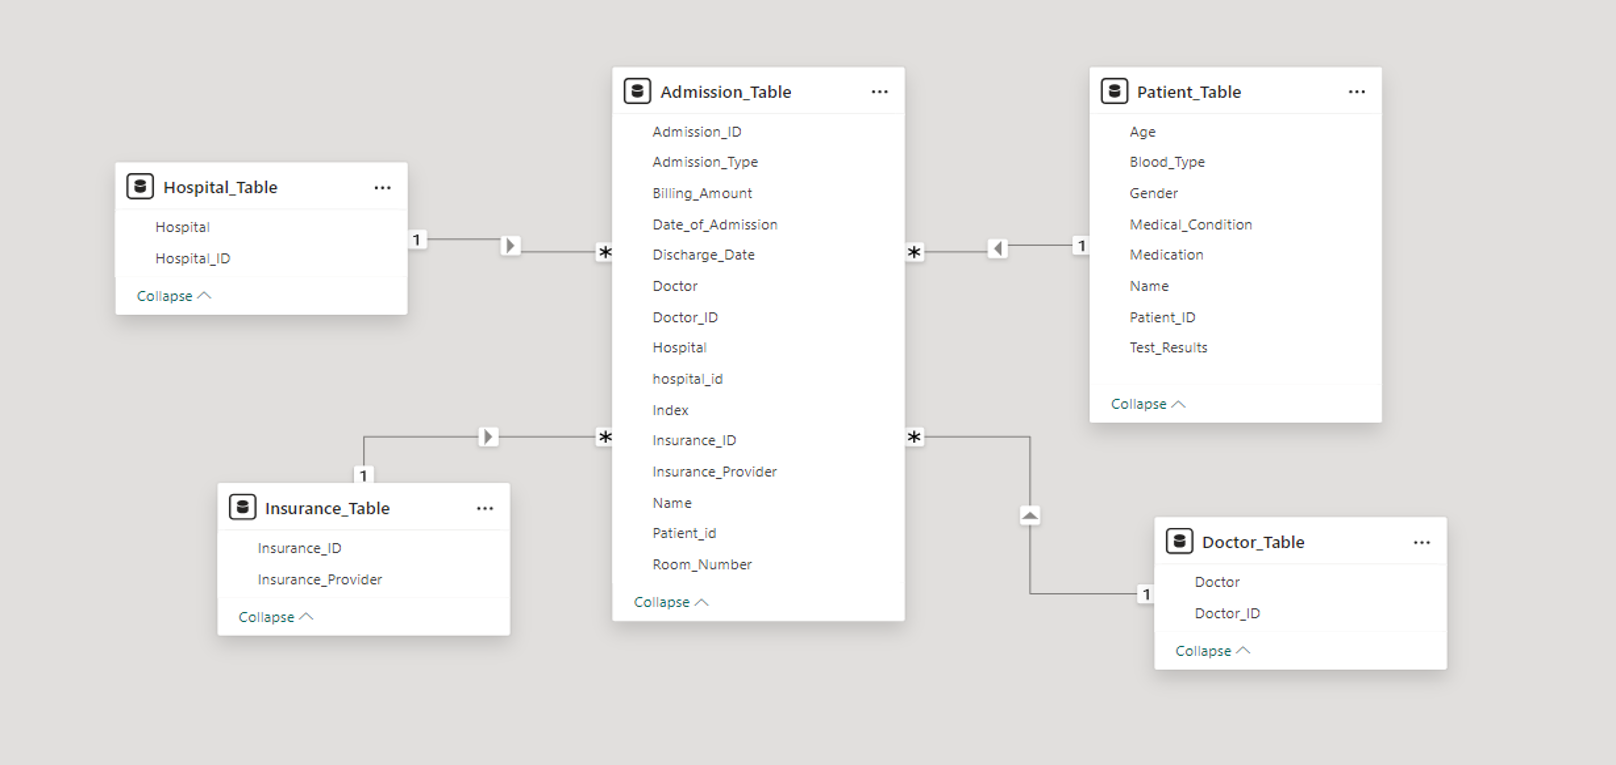 Hospital_Table ...
Hospital
Hospital_ID
Collapse
1
*
Insurance_Table ...
Insurance_ID
Insurance_Provider
Collapse
1
*
Admission_Table ...
Admission_ID
Admission_Type
Billing_Amount
Date_of_Admission
Discharge_Date
Doctor
Doctor_ID
Hospital
hospital_id
Index
Insurance_ID
Insurance_Provider
Name
Patient_id
Room_Number
Collapse
*
1
Patient_Table ...
Age
Blood_Type
Gender
Medical_Condition
Medication
Name
Patient_ID
Test_Results
Collapse
*
1
Doctor_Table ...
Doctor
Doctor_ID
Collapse